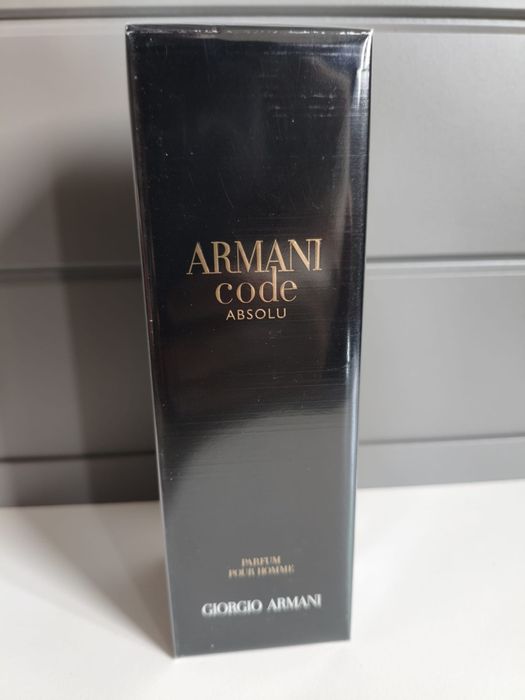 ARMANI
code
ABSOLU
PARFUM
POUR HOMME
GIORGIO ARMANI